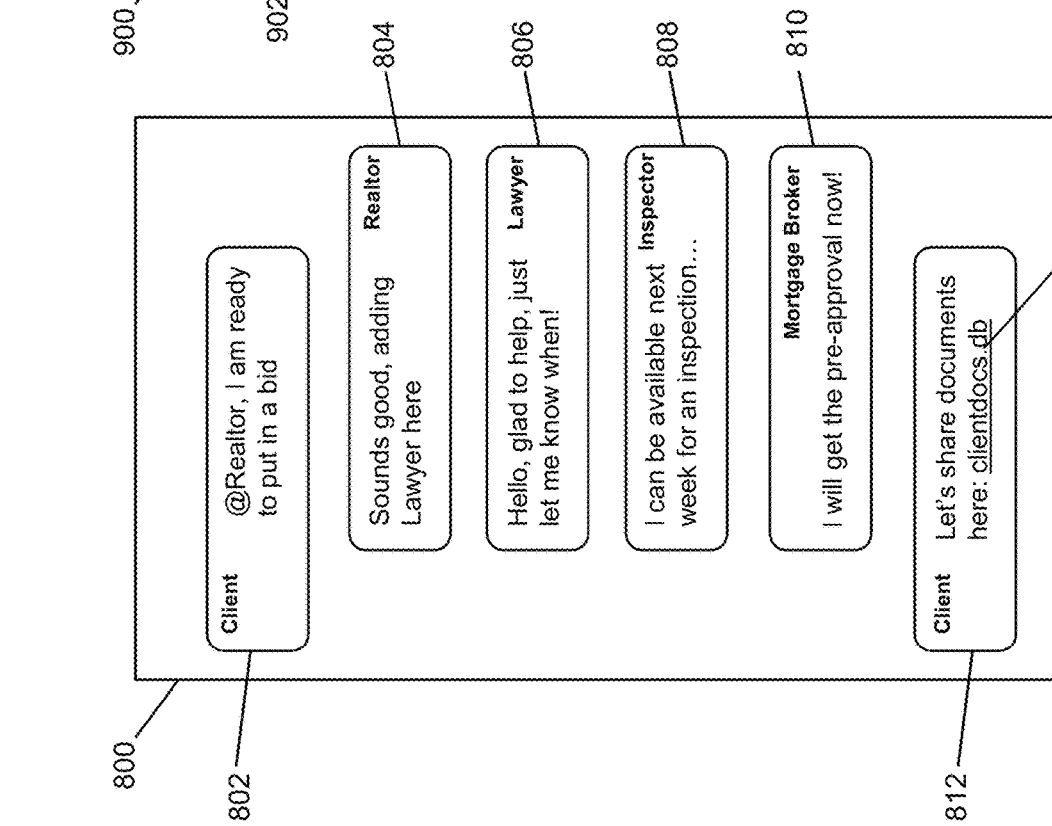 900
902
800
802
Client
@Realtor, I am ready
to put in a bid
804
Realtor
Sounds good, adding
Lawyer here
806
Lawyer
Hello, glad to help, just
let me know when!
808
Inspector
I can be available next
week for an inspection...
810
Mortgage Broker
I will get the pre-approval now!
812
Client
Let's share documents
here: clientdocs.db